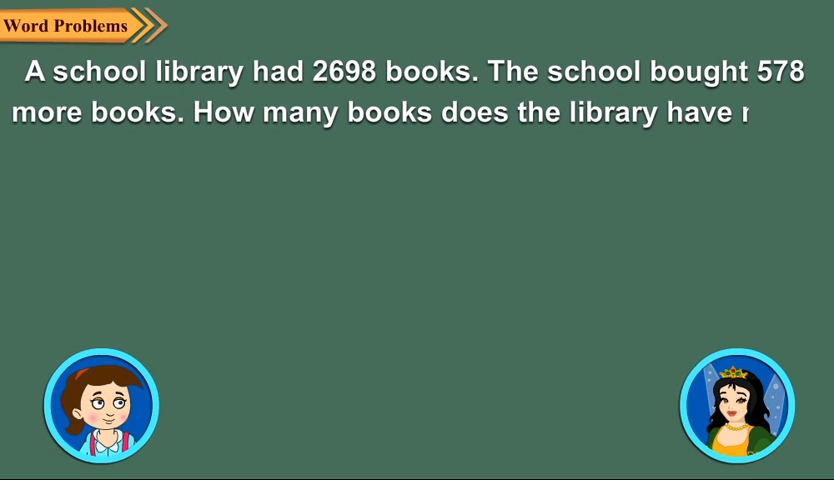 Word Problems
A school library had 2698 books. The school bought 578
more books. How many books does the library have